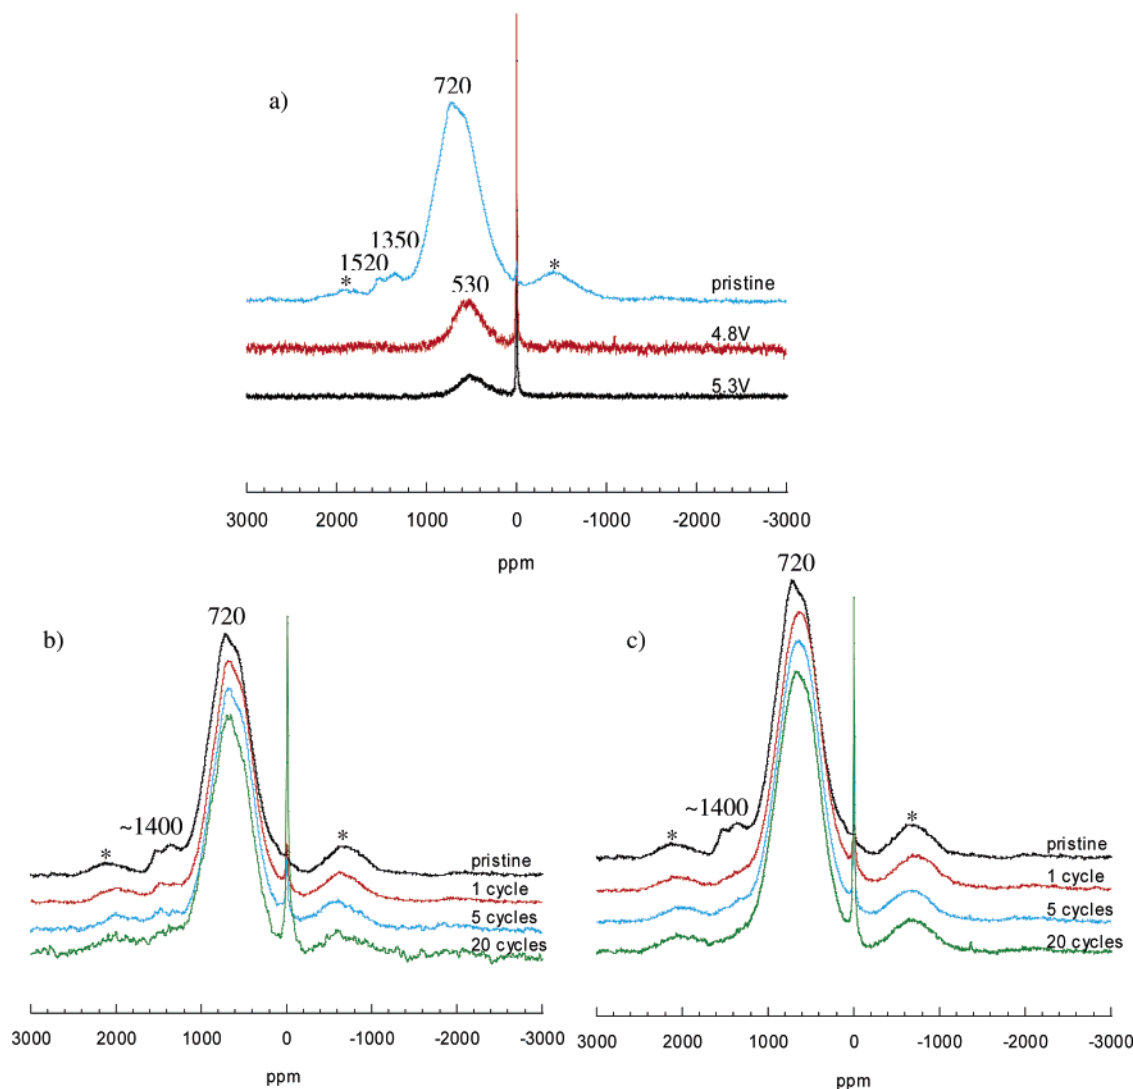 a)
720
1350
1520
*
530
*
pristine
4.8V
5.3V
3000 2000 1000 0 -1000 -2000 -3000
ppm
b)
720
~1400
*
*
pristine
1 cycle
5 cycles
20 cycles
3000 2000 1000 0 -1000 -2000 -3000
ppm
c)
720
~1400
*
*
pristine
1 cycle
5 cycles
20 cycles
3000 2000 1000 0 -1000 -2000 -3000
ppm